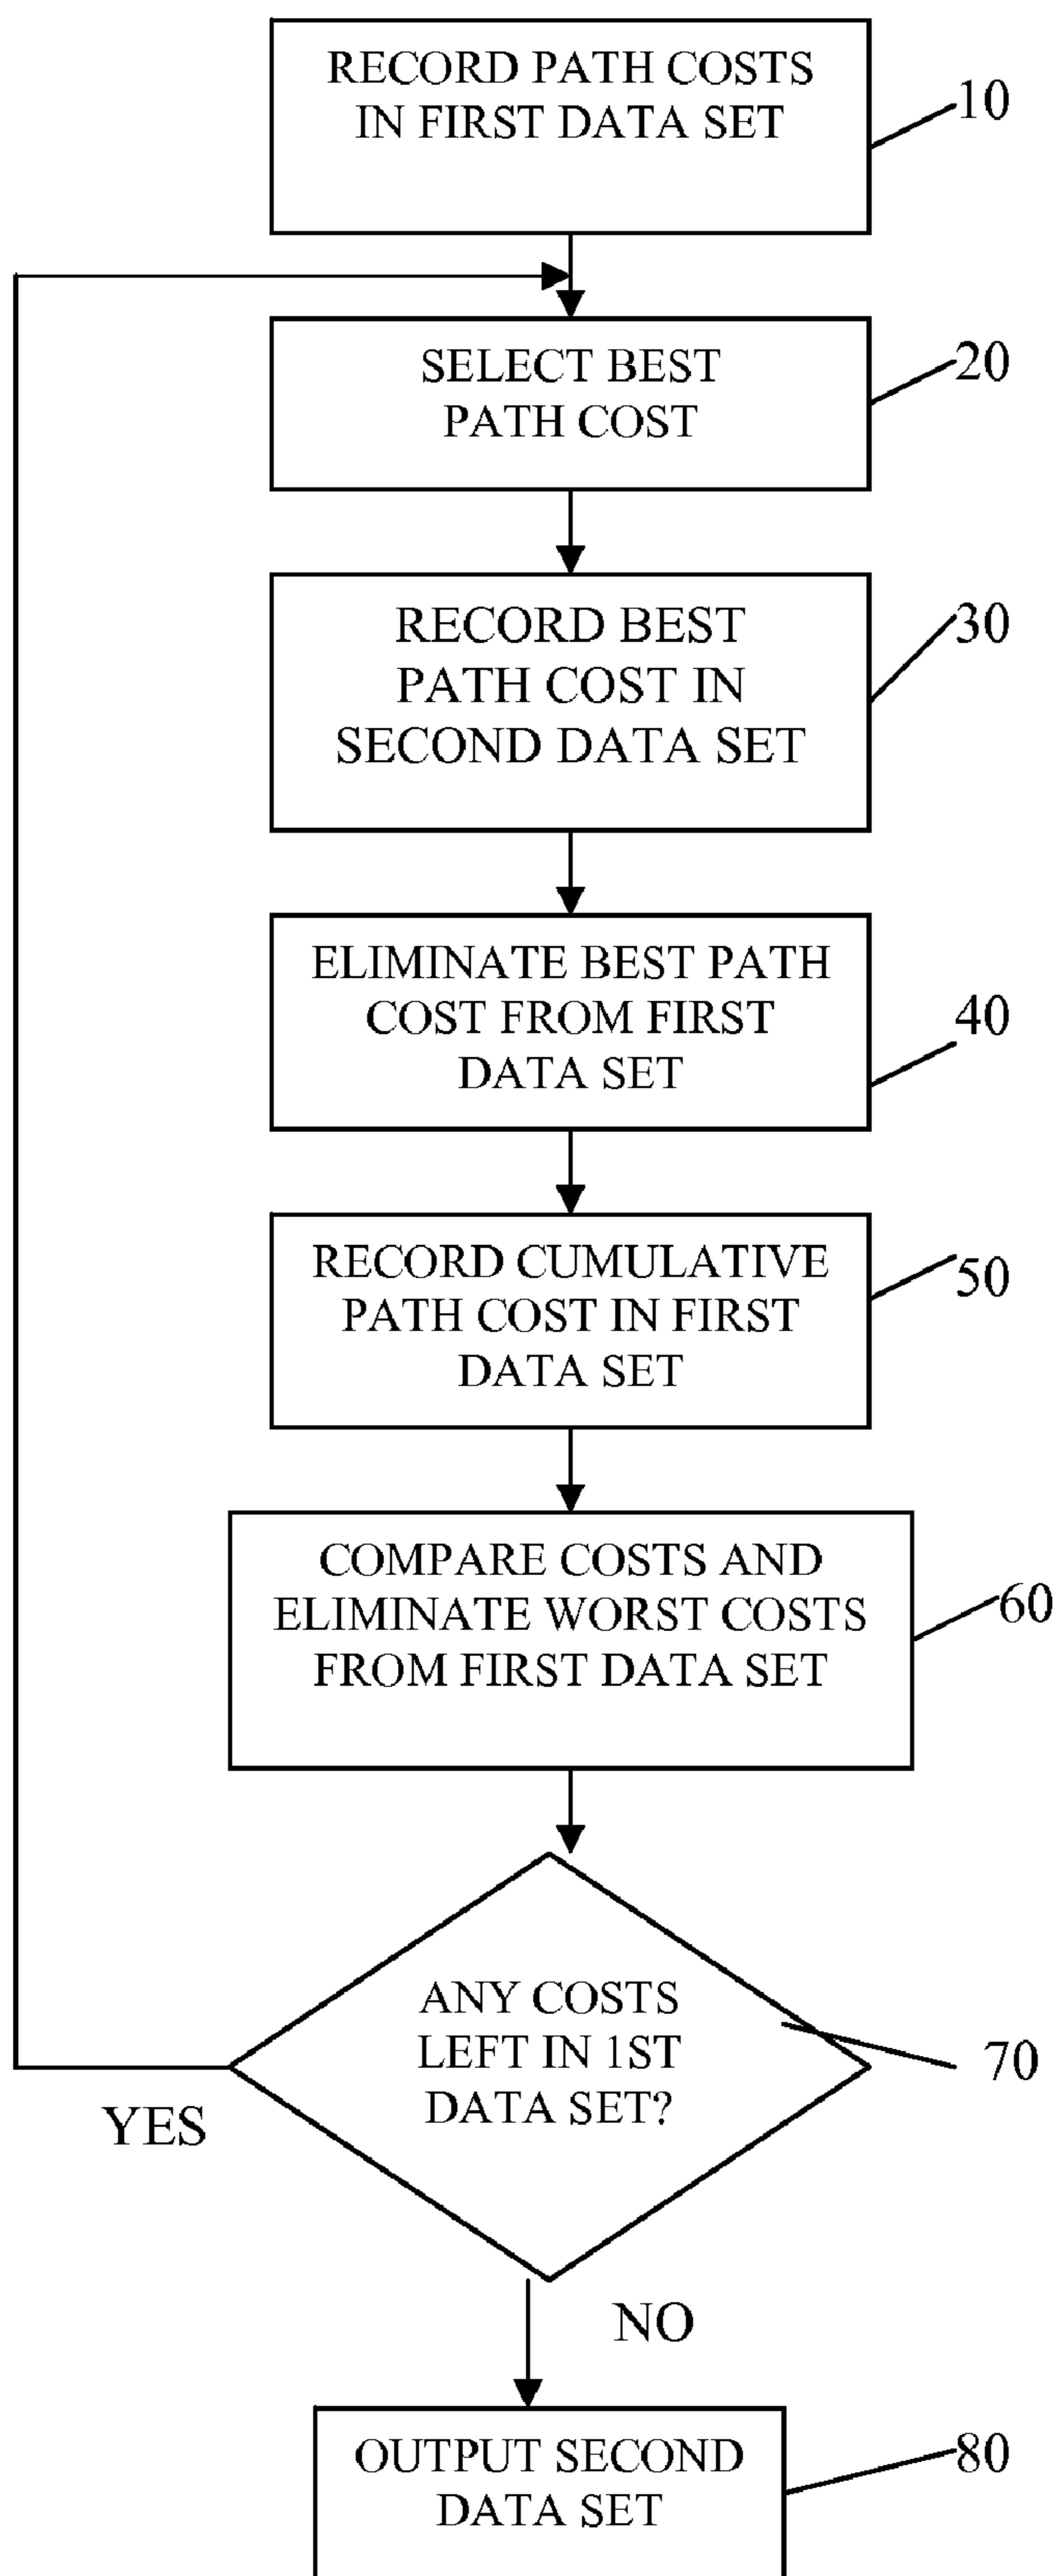 RECORD PATH COSTS
IN FIRST DATA SET
10
SELECT BEST
PATH COST
20
RECORD BEST
PATH COST IN
SECOND DATA SET
30
ELIMINATE BEST PATH
COST FROM FIRST
DATA SET
40
RECORD CUMULATIVE
PATH COST IN FIRST
DATA SET
50
COMPARE COSTS AND
ELIMINATE WORST COSTS
FROM FIRST DATA SET
60
ANY COSTS
LEFT IN 1ST
DATA SET?
70
YES
NO
OUTPUT SECOND
DATA SET
80